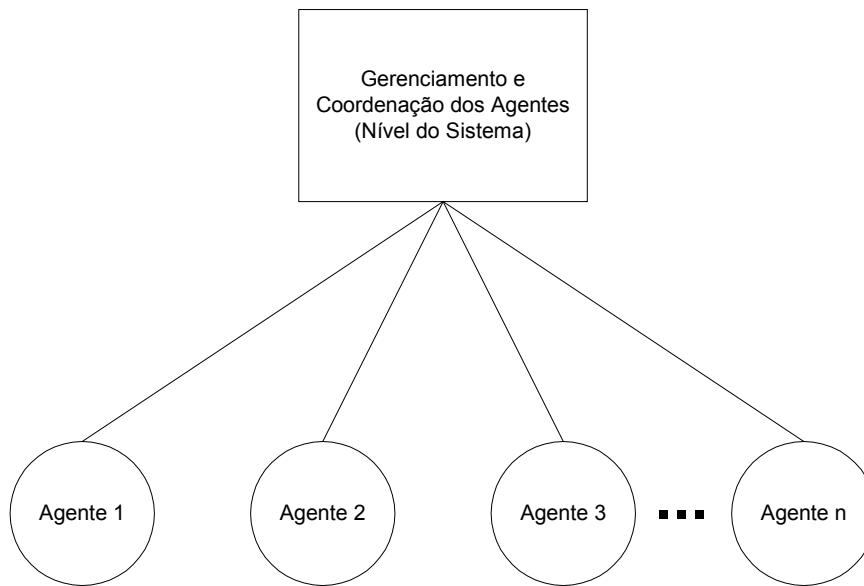 Gerenciamento e
Coordenação dos Agentes
(Nível do Sistema)
Agente 1
Agente 2
Agente 3
Agente n